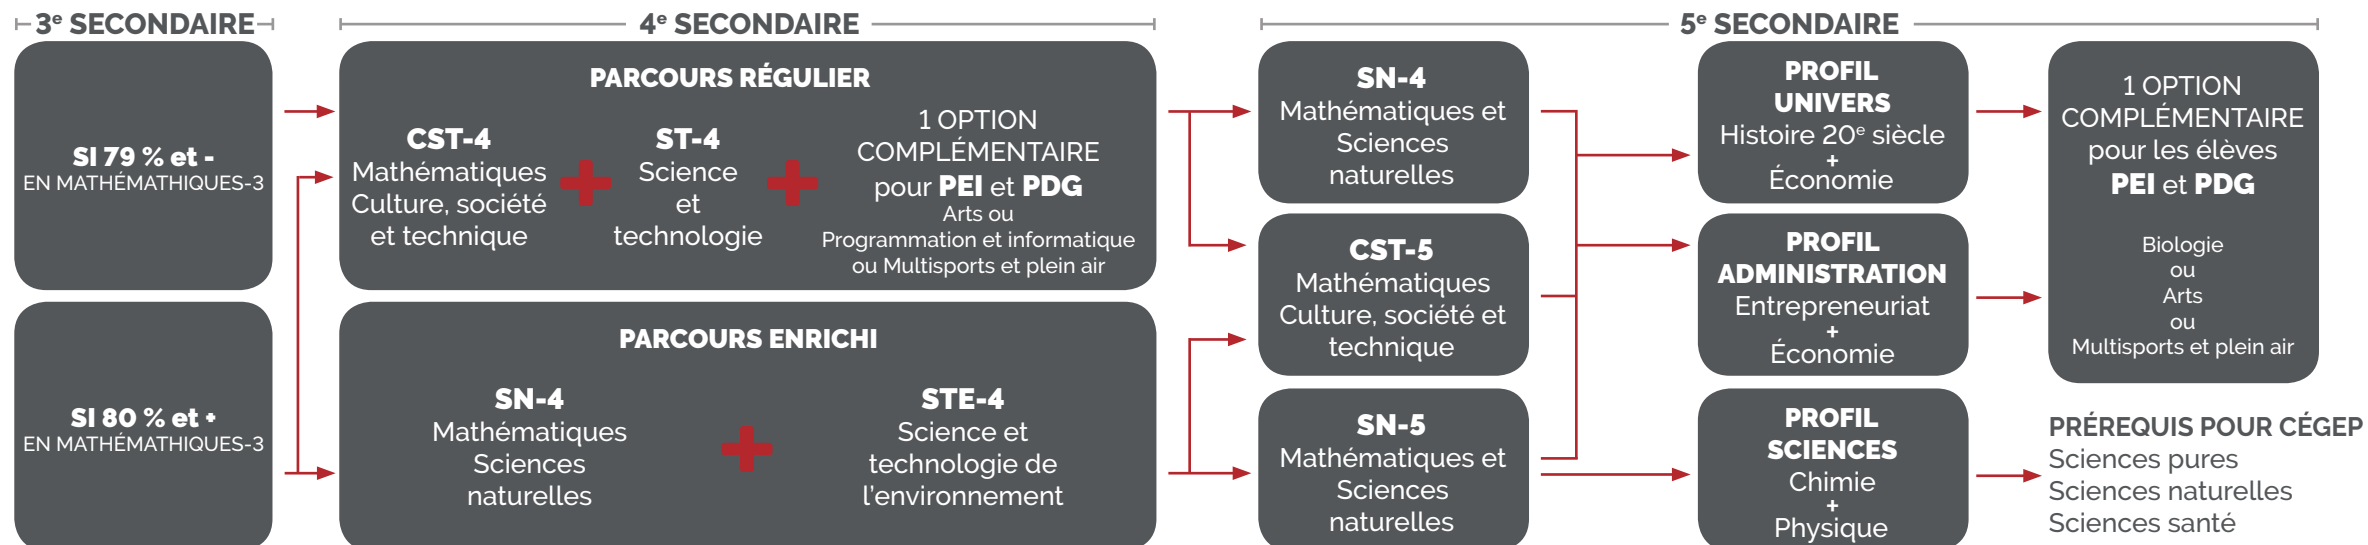 3e SECONDAIRE
SI 79 % et -
EN MATHÉMATHIQUES-3
SI 80 % et +
EN MATHÉMATHIQUES-3
4e SECONDAIRE
PARCOURS RÉGULIER
CST-4
Mathématiques
Culture, société
et technique
ST-4
Science
et
technologie
1 OPTION
COMPLÉMENTAIRE
pour PEI et PDG
Arts ou
Programmation et informatique
ou Multisports et plein air
PARCOURS ENRICHI
SN-4
Mathématiques
Sciences
naturelles
STE-4
Science et
technologie de
l'environnement
5e SECONDAIRE
SN-4
Mathématiques et
Sciences
naturelles
CST-5
Mathématiques
Culture, société et
technique
SN-5
Mathématiques et
Sciences
naturelles
PROFIL
UNIVERS
Histoire 20e siècle
+
Économie
PROFIL
ADMINISTRATION
Entrepreneuriat
+
Économie
PROFIL
SCIENCES
Chimie
+
Physique
1 OPTION
COMPLÉMENTAIRE
pour les élèves
PEI et PDG
Biologie
ou
Arts
ou
Multisports et plein air
PRÉREQUIS POUR CÉGEP
Sciences pures
Sciences naturelles
Sciences santé